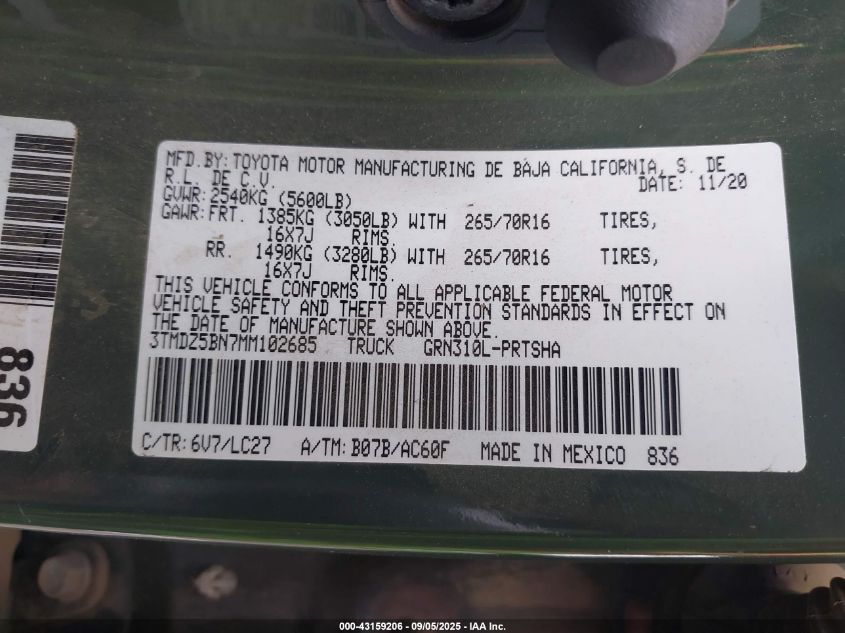 MFD.BY: TOYOTA MOTOR MANUFACTURING DE BAJA CALIFORNIA, S. DE
R.L. DE C.V. DATE: 11/20
GVWR: 2540KG (5600LB)
GAWR: FRT. 1385KG (3050LB) WITH 265/70R16 TIRES,
16X7J RIMS.
RR. 1490KG (3280LB) WITH 265/70R16 TIRES,
16X7J RIMS.
THIS VEHICLE CONFORMS TO ALL APPLICABLE FEDERAL MOTOR
VEHICLE SAFETY AND THEFT PREVENTION STANDARDS IN EFFECT ON
THE DATE OF MANUFACTURE SHOWN ABOVE.
3TMDZ5BN7MM102685 TRUCK GRN310L-PRTSHA
C/TR: 6V7/LC27 A/TM: B07B/AC60F MADE IN MEXICO 836
836
000-43159206 - 09/05/2025 - IAA Inc.